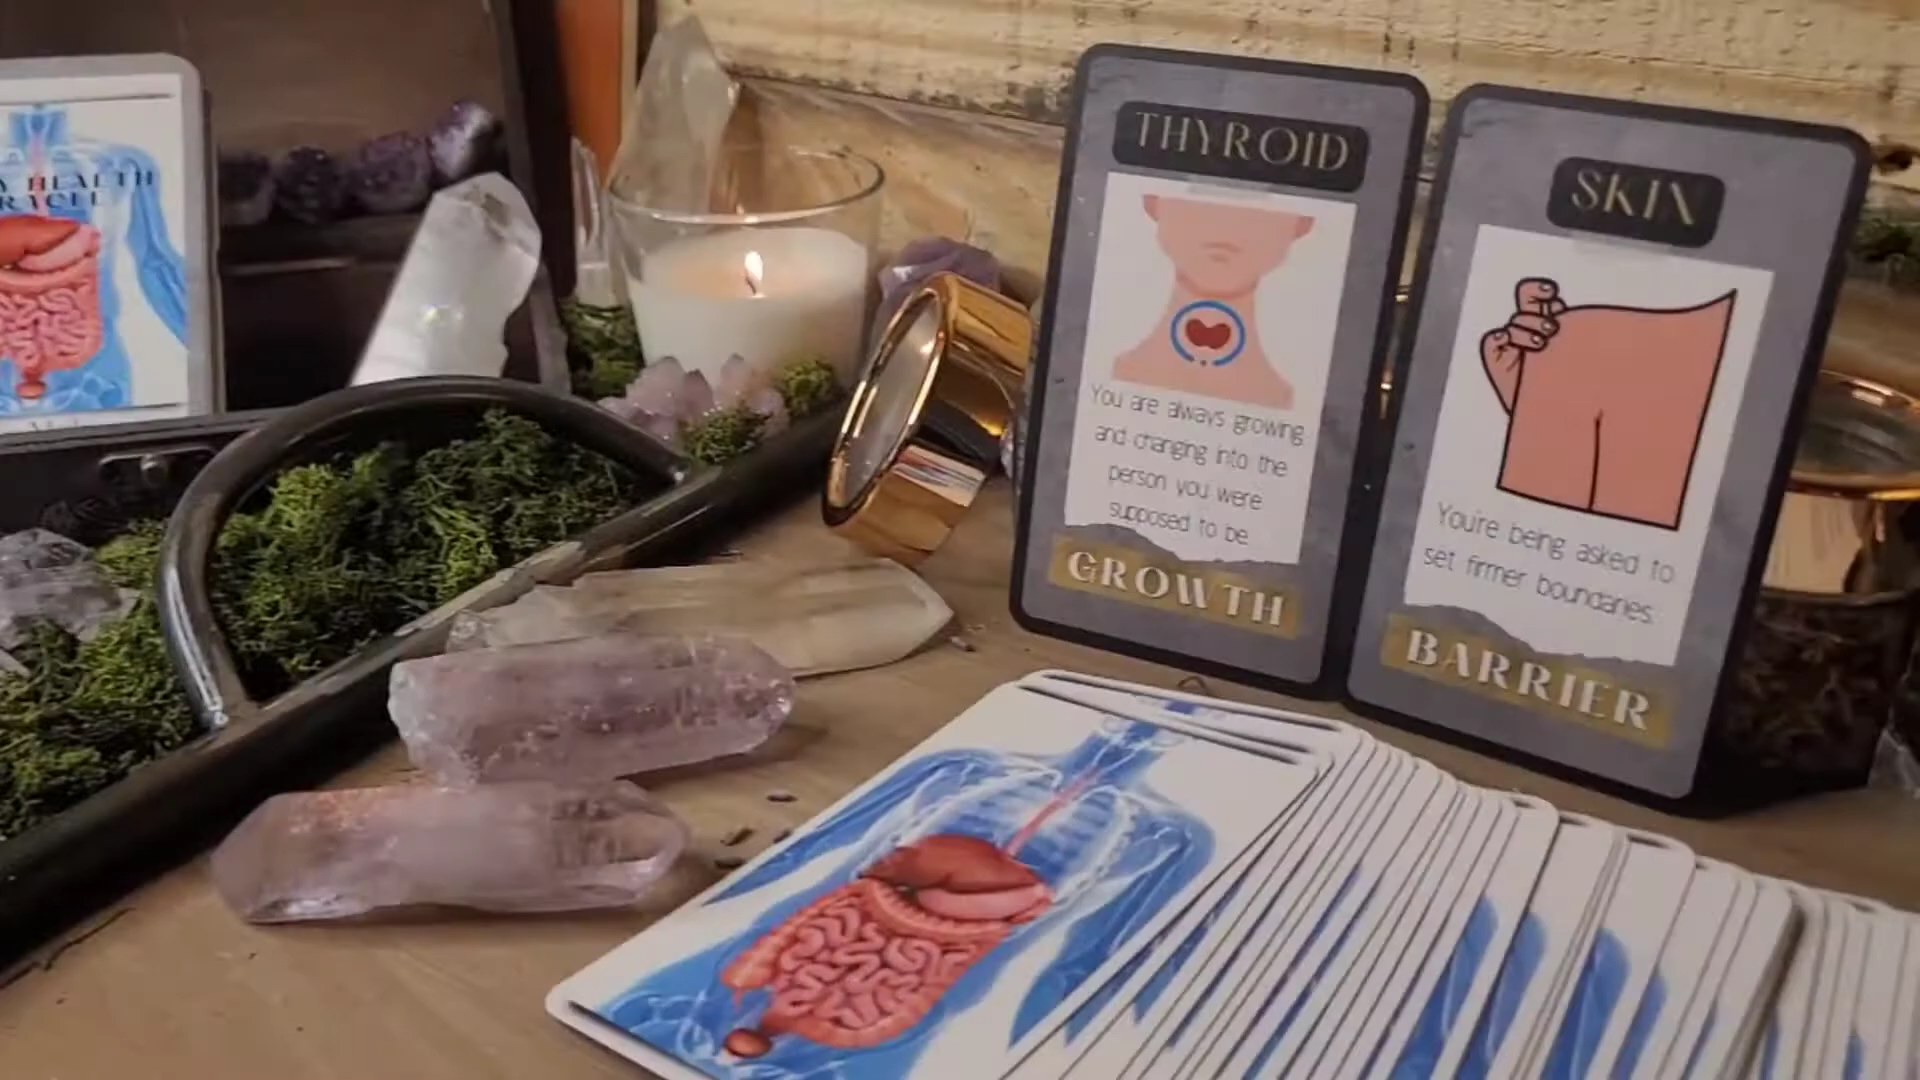 HEALTH
THYROID
You are always growing
and changing into the
person you were
supposed to be
GROWTH
SKIN
You're being asked to
set firmer boundaries.
BARRIER